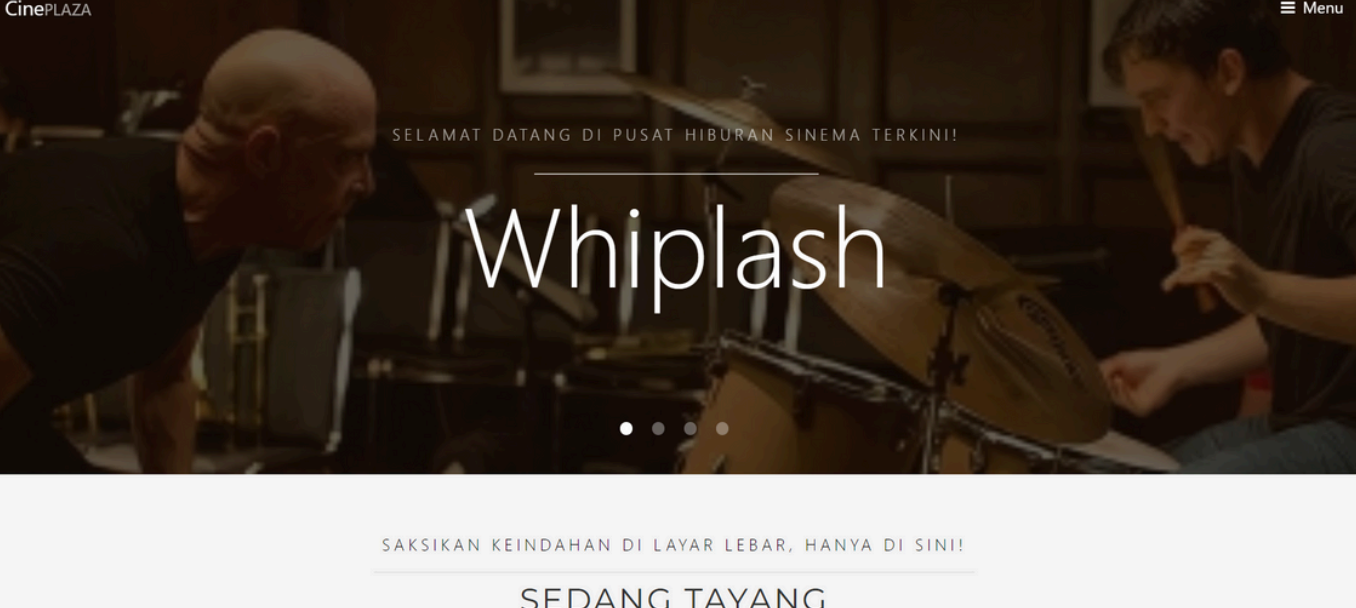 CinePLAZA
Menu
SELAMAT DATANG DI PUSAT HIBURAN SINEMA TERKINI!
Whiplash
SAKSIKAN KEINDAHAN DI LAYAR LEBAR, HANYA DI SINI!
SEDANG TAYANG